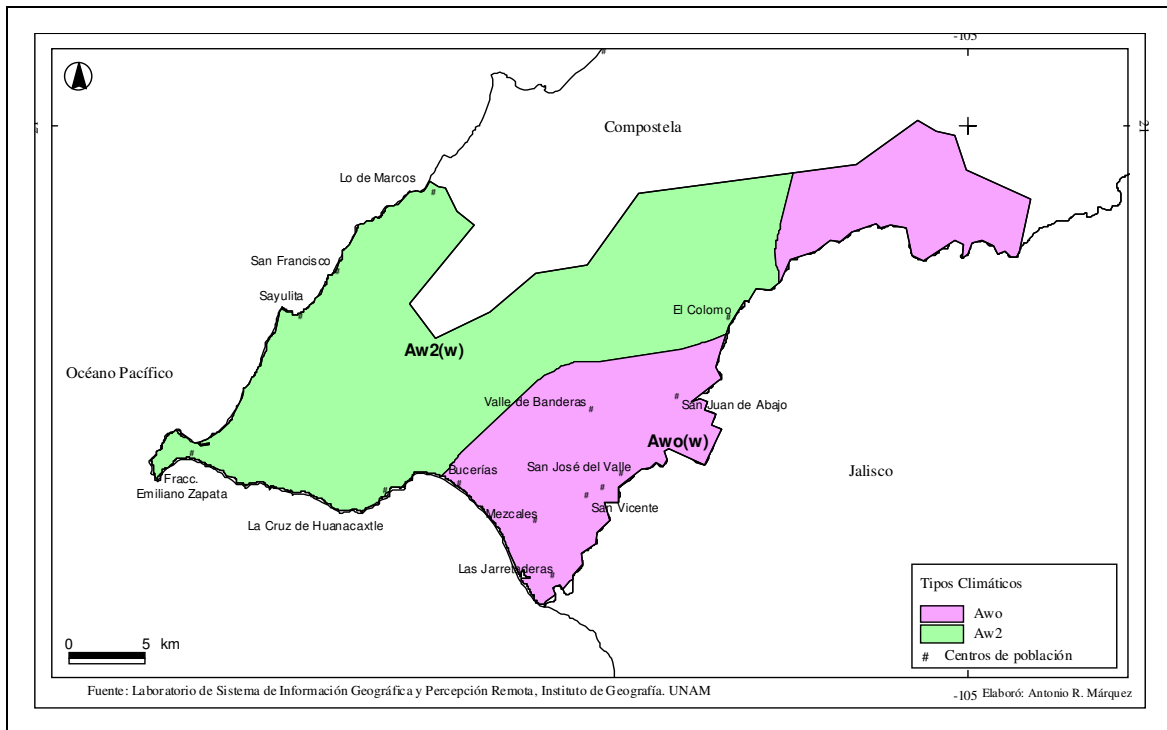 -105
Compostela
21
Lo de Marcos
San Francisco
Sayulita
El Colomo
Aw2(w)
Océano Pacífico
Valle de Banderas
San Juan de Abajo
Awo(w)
San José del Valle
Jalisco
Bucerías
Fracc.
Emiliano Zapata
San Vicente
Mezcales
La Cruz de Huanacaxtle
Las Jarretaderas
Tipos Climáticos
Awo
Aw2
# Centros de población
0 5 km
Fuente: Laboratorio de Sistema de Información Geográfica y Percepción Remota, Instituto de Geografía. UNAM
-105
Elaboró: Antonio R. Márquez